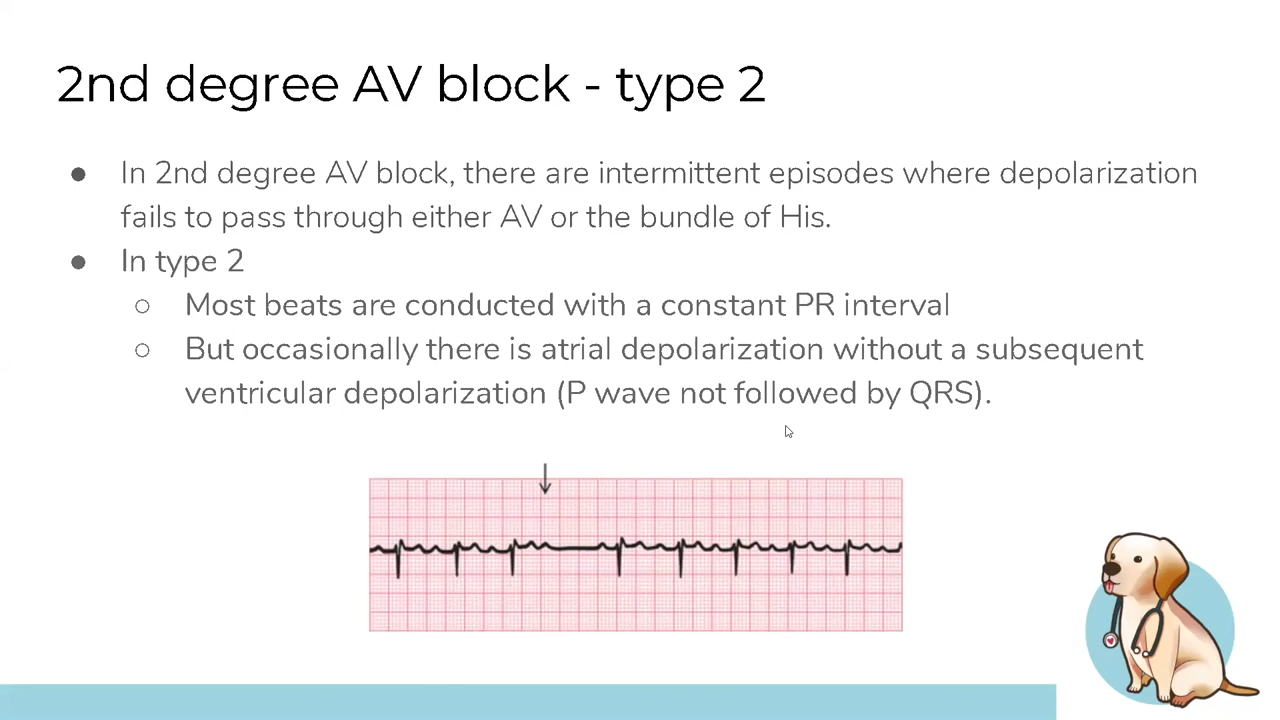 2nd degree AV block - type 2
● In 2nd degree AV block, there are intermittent episodes where depolarization
fails to pass through either AV or the bundle of His.
● In type 2
○ Most beats are conducted with a constant PR interval
○ But occasionally there is atrial depolarization without a subsequent
ventricular depolarization (P wave not followed by QRS).